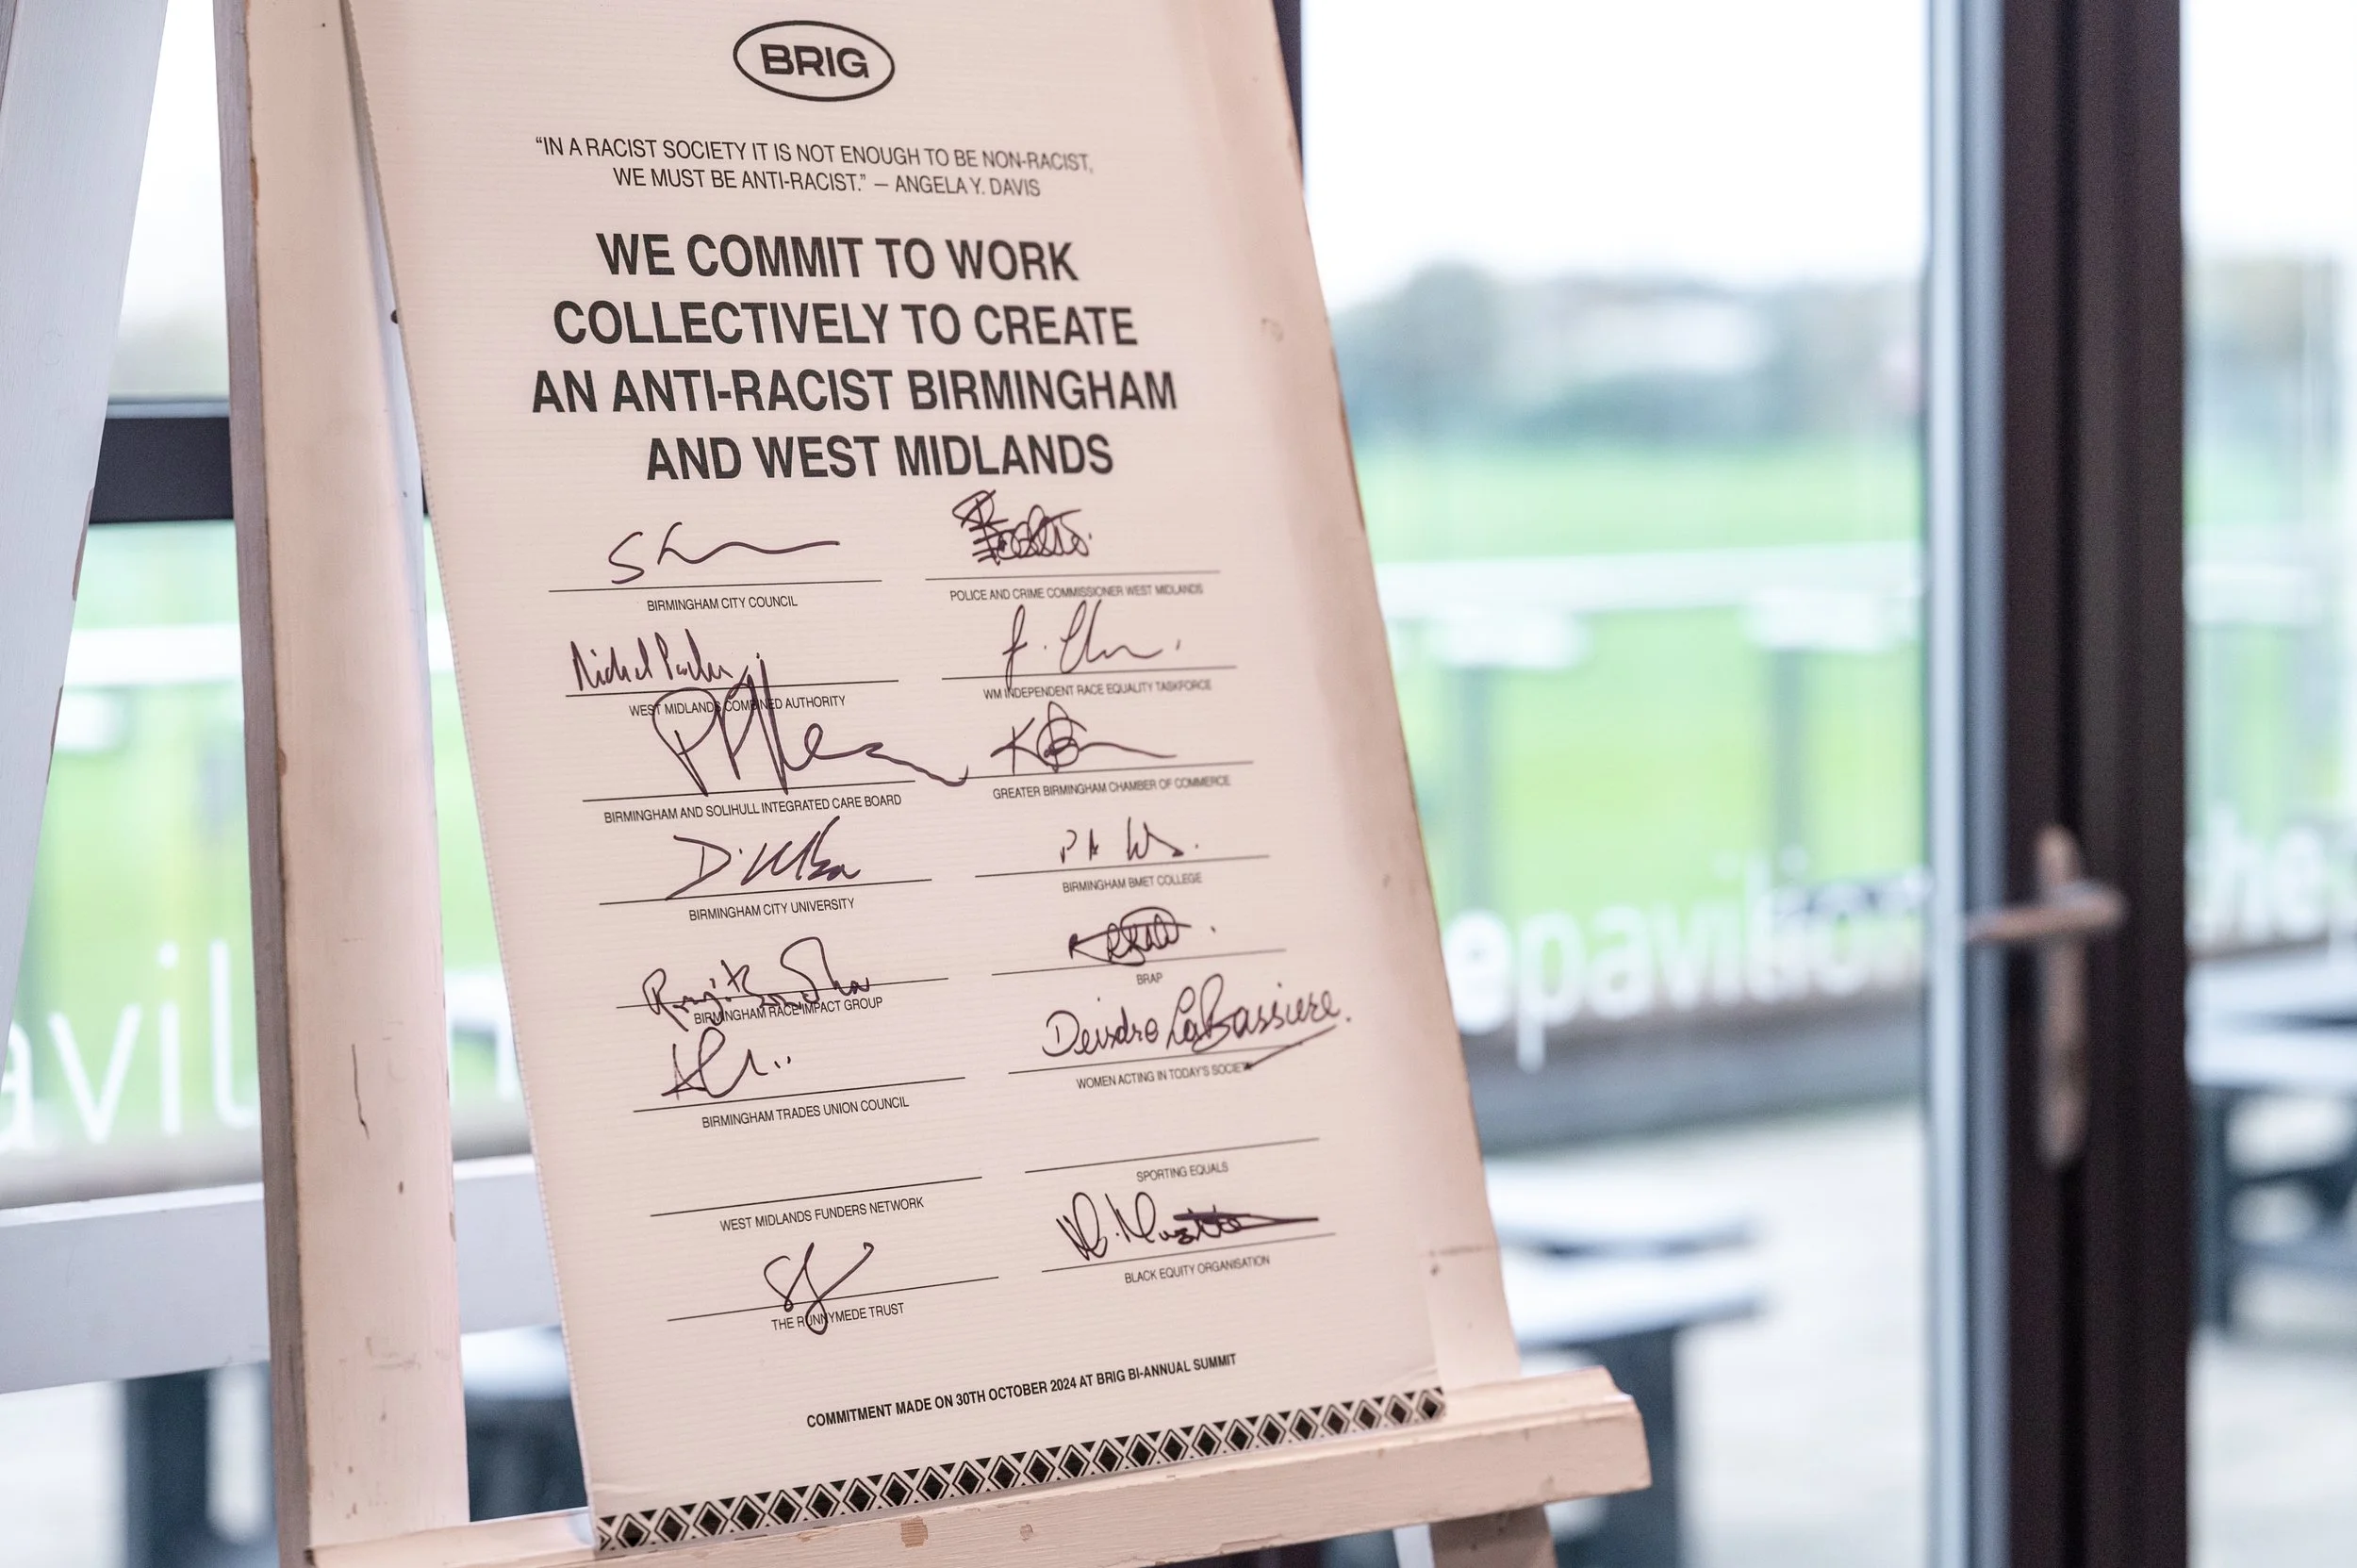 BRIG
“IN A RACIST SOCIETY IT IS NOT ENOUGH TO BE NON-RACIST,
WE MUST BE ANTI-RACIST.” – ANGELA Y. DAVIS
WE COMMIT TO WORK
COLLECTIVELY TO CREATE
AN ANTI-RACIST BIRMINGHAM
AND WEST MIDLANDS
BIRMINGHAM CITY COUNCIL
POLICE AND CRIME COMMISSIONER WEST MIDLANDS
WEST MIDLANDS COMBINED AUTHORITY
WM INDEPENDENT RACE EQUALITY TASKFORCE
BIRMINGHAM AND SOLIHULL INTEGRATED CARE BOARD
GREATER BIRMINGHAM CHAMBER OF COMMERCE
BIRMINGHAM CITY UNIVERSITY
BIRMINGHAM BMET COLLEGE
BIRMINGHAM RACE IMPACT GROUP
BRAP
Deirdre LaBassiere.
BIRMINGHAM TRADES UNION COUNCIL
WOMEN ACTING IN TODAY'S SOCIETY
WEST MIDLANDS FUNDERS NETWORK
SPORTING EQUALS
THE RUNNYMEDE TRUST
BLACK EQUITY ORGANISATION
COMMITMENT MADE ON 30TH OCTOBER 2024 AT BRIG BI-ANNUAL SUMMIT
avil
epavilion
the